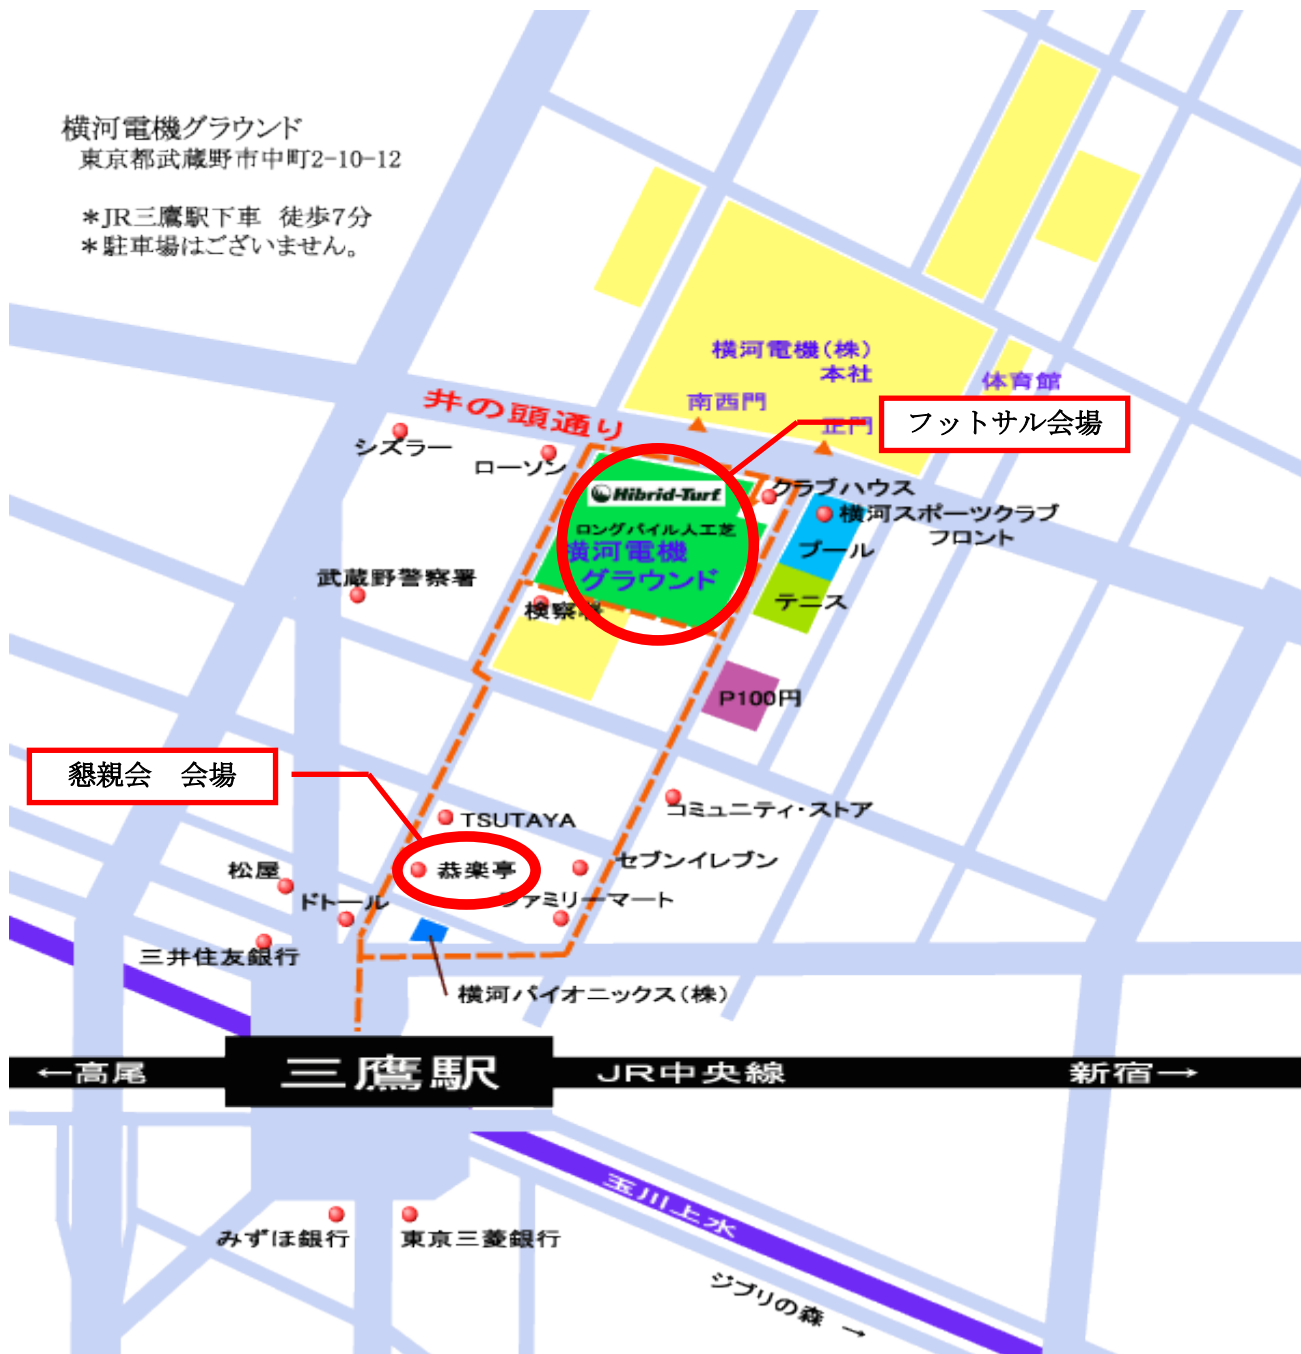 横河電機グラウンド
東京都武蔵野市中町2-10-12
*JR三鷹駅下車　徒歩7分
*駐車場はございません。
横河電機(株)
本社
体育館
南西門
正門
フットサル会場
井の頭通り
シズラー
ローソン
Hibrid-Turf
クラブハウス
横河スポーツクラブ
フロント
ロングパイル人工芝
横河電機
グラウンド
プール
武蔵野警察署
検察署
テニス
P100円
懇親会　会場
TSUTAYA
コミュニティ・ストア
松屋
恭楽亭
セブンイレブン
ドトール
ファミリーマート
三井住友銀行
横河パイオニックス(株)
←高尾
三鷹駅
JR中央線
新宿→
玉川上水
みずほ銀行
東京三菱銀行
ジブリの森 →